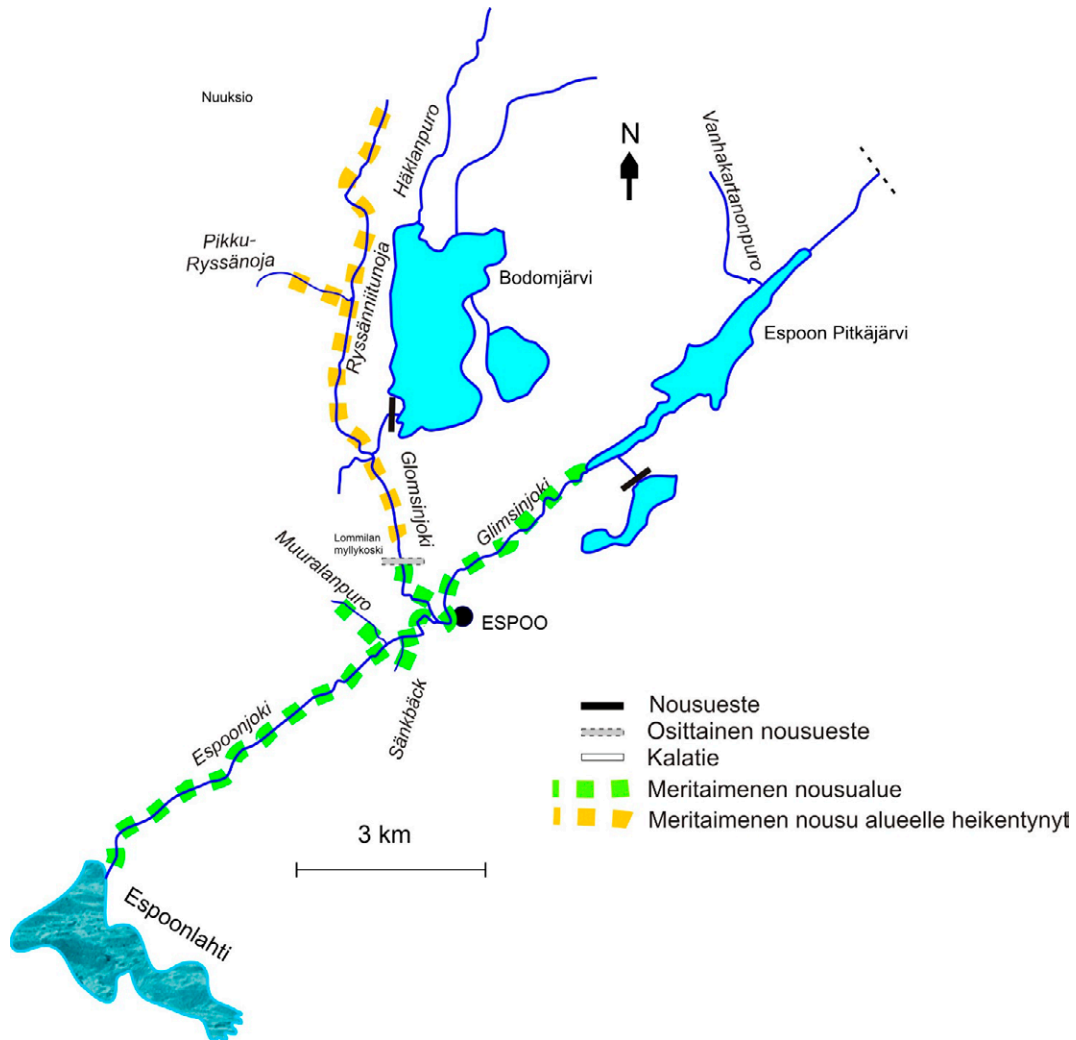 Nuuksio
Häklanpuro
N
Vanhakartanonpuro
Pikku-
Ryssänoja
Ryssänniitunoja
Bodomjärvi
Espoon Pitkäjärvi
Glomsinjoki
Glimsinjoki
Lommilan
myllykoski
Muuralanpuro
ESPOO
Sänkbäck
Espoonjoki
Nousueste
Osittainen nousueste
Kalatie
Meritaimenen nousualue
Meritaimenen nousu alueelle heikentynyt
3 km
Espoonlahti